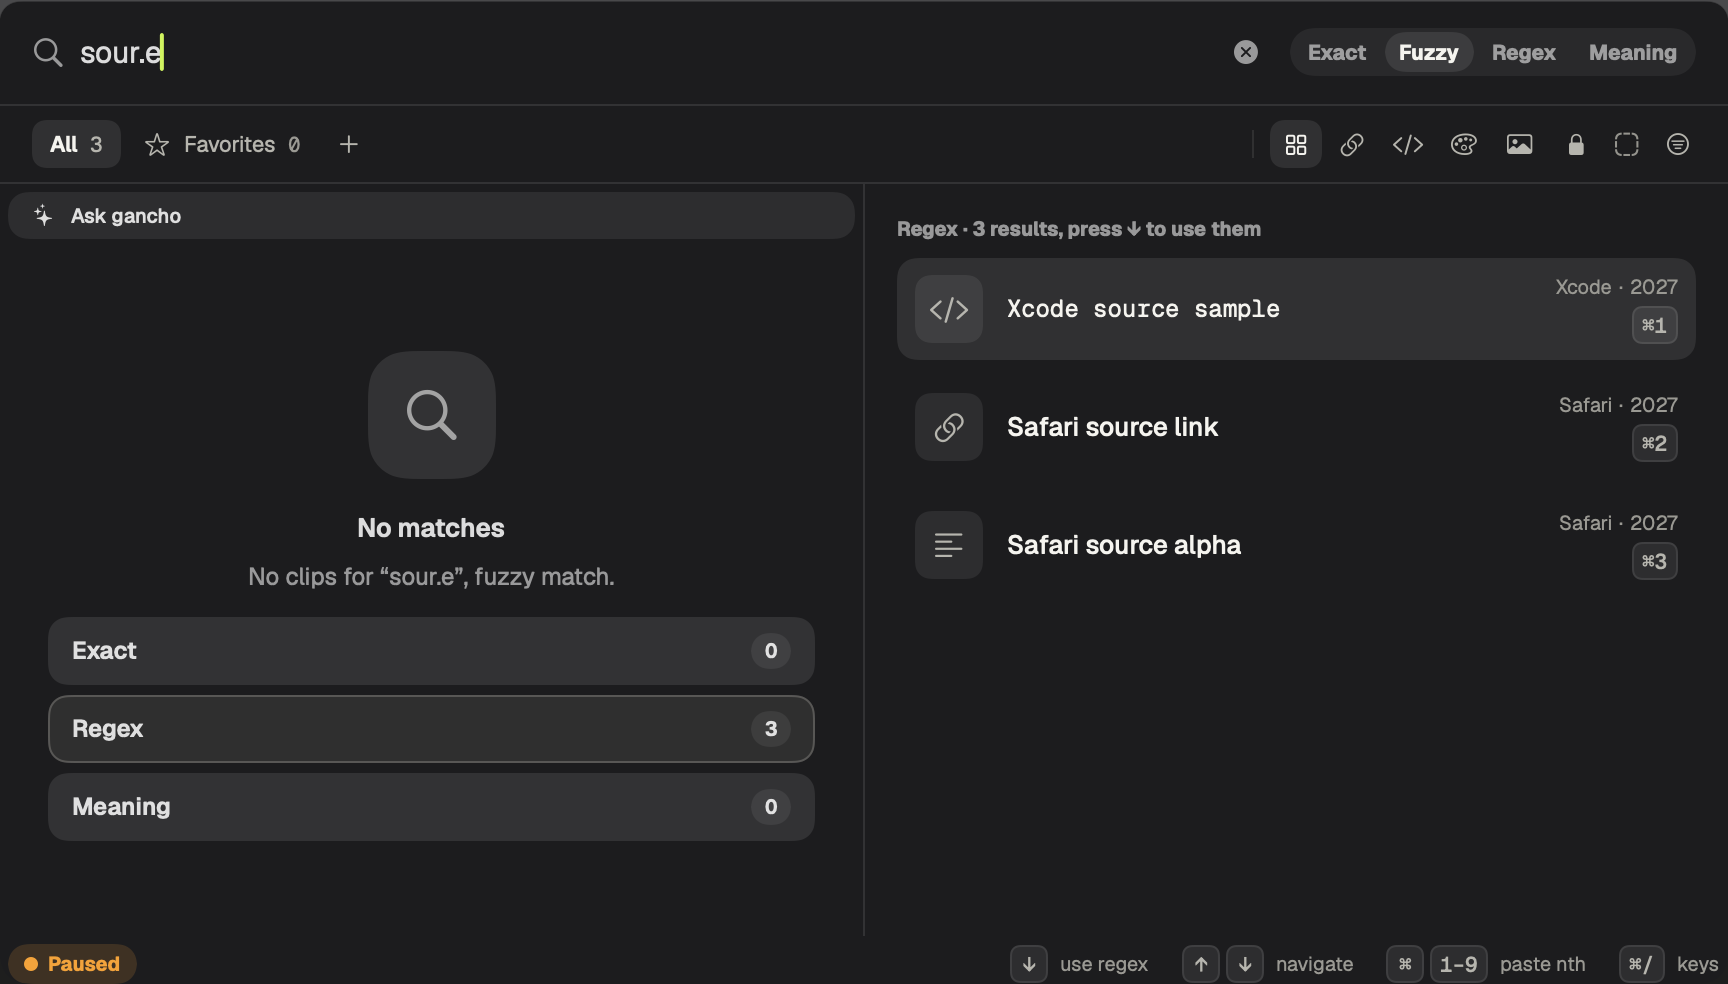 sour.e
Exact Fuzzy Regex Meaning
All 3 Favorites 0 +
Ask gancho
No matches
No clips for “sour.e”, fuzzy match.
Exact 0
Regex 3
Meaning 0
Regex · 3 results, press ↓ to use them
Xcode source sample
Xcode · 2027
⌘1
Safari source link
Safari · 2027
⌘2
Safari source alpha
Safari · 2027
⌘3
Paused
↓ use regex ↑ ↓ navigate ⌘ 1–9 paste nth ⌘/ keys